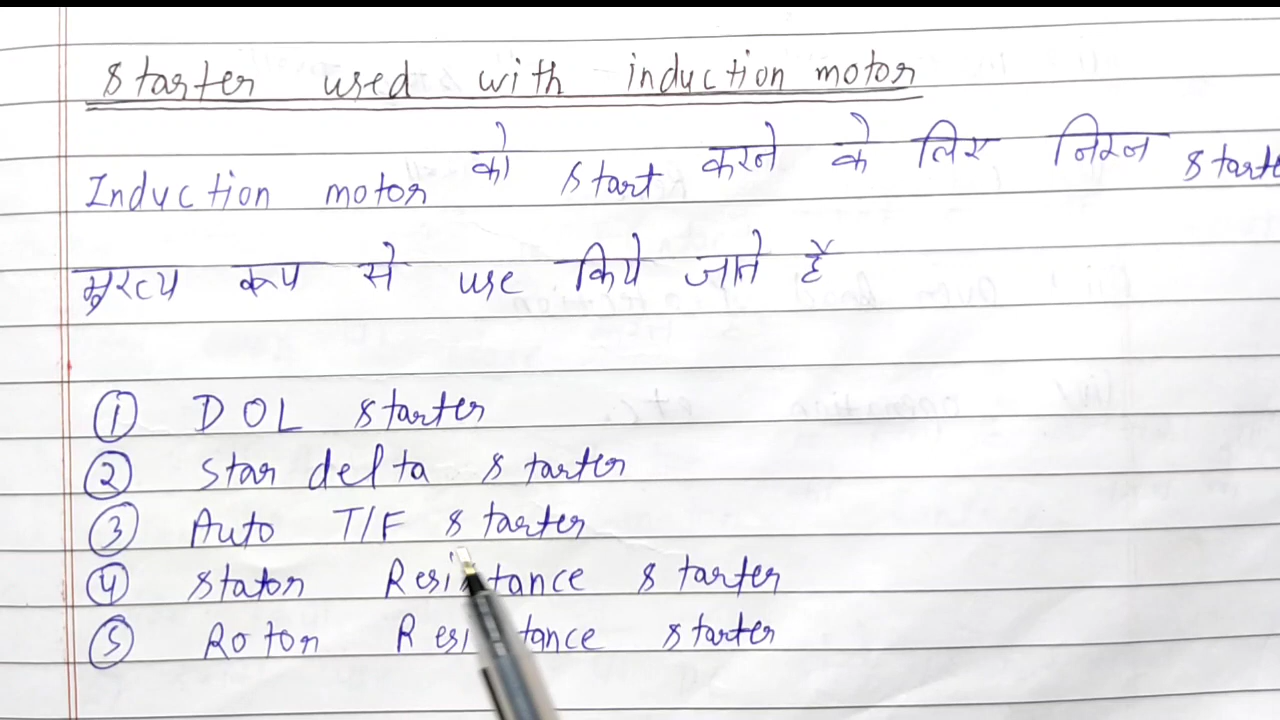 Starter used with induction motor
Induction motor को start करने के लिए निम्न starte
मुख्य रूप से use किये जाते हैं
① DOL starter
② Star delta starter
③ Auto T/F starter
④ Stator Resistance starter
⑤ Rotor Resistance starter